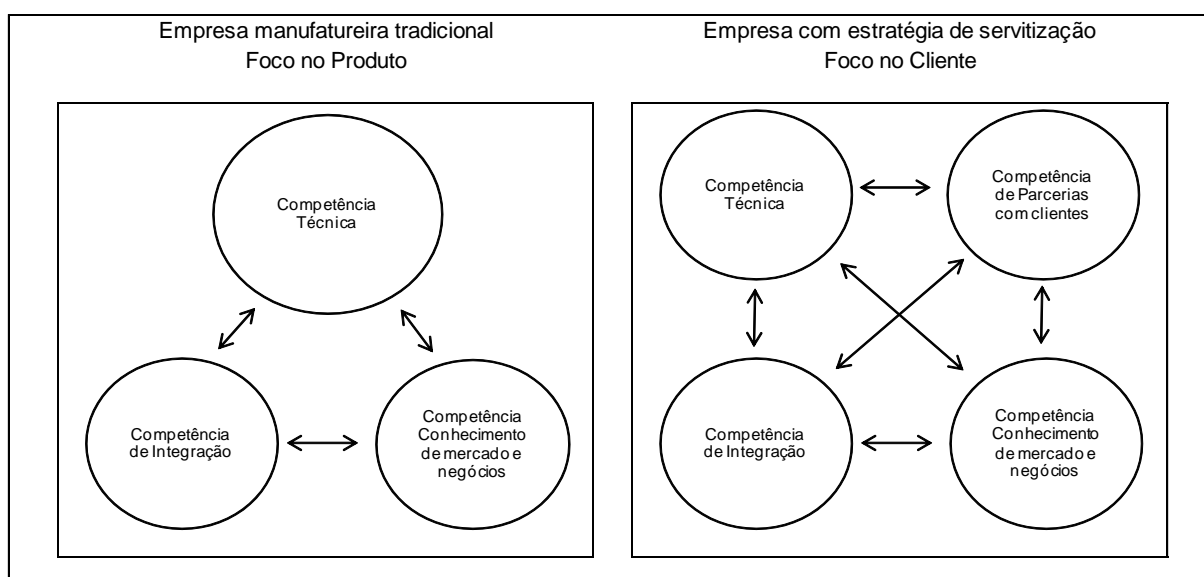 Empresa manufatureira tradicional
Foco no Produto
Competência
Técnica
Competência
de Integração
Competência
Conhecimento
de mercado e
negócios
Empresa com estratégia de servitização
Foco no Cliente
Competência
Técnica
Competência
de Parcerias
com clientes
Competência
de Integração
Competência
Conhecimento
de mercado e
negócios